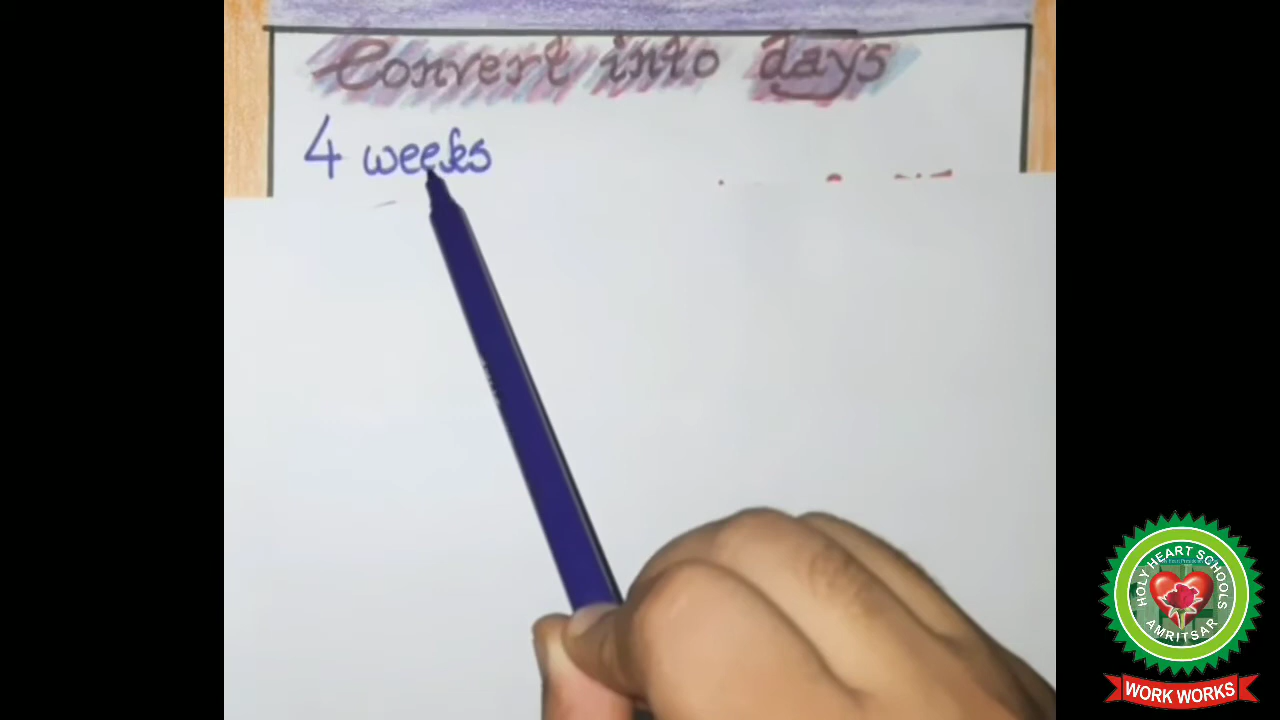 Convert into days
4 weeks
HOLY HEART SCHOOLS
AMRITSAR
WORK WORKS